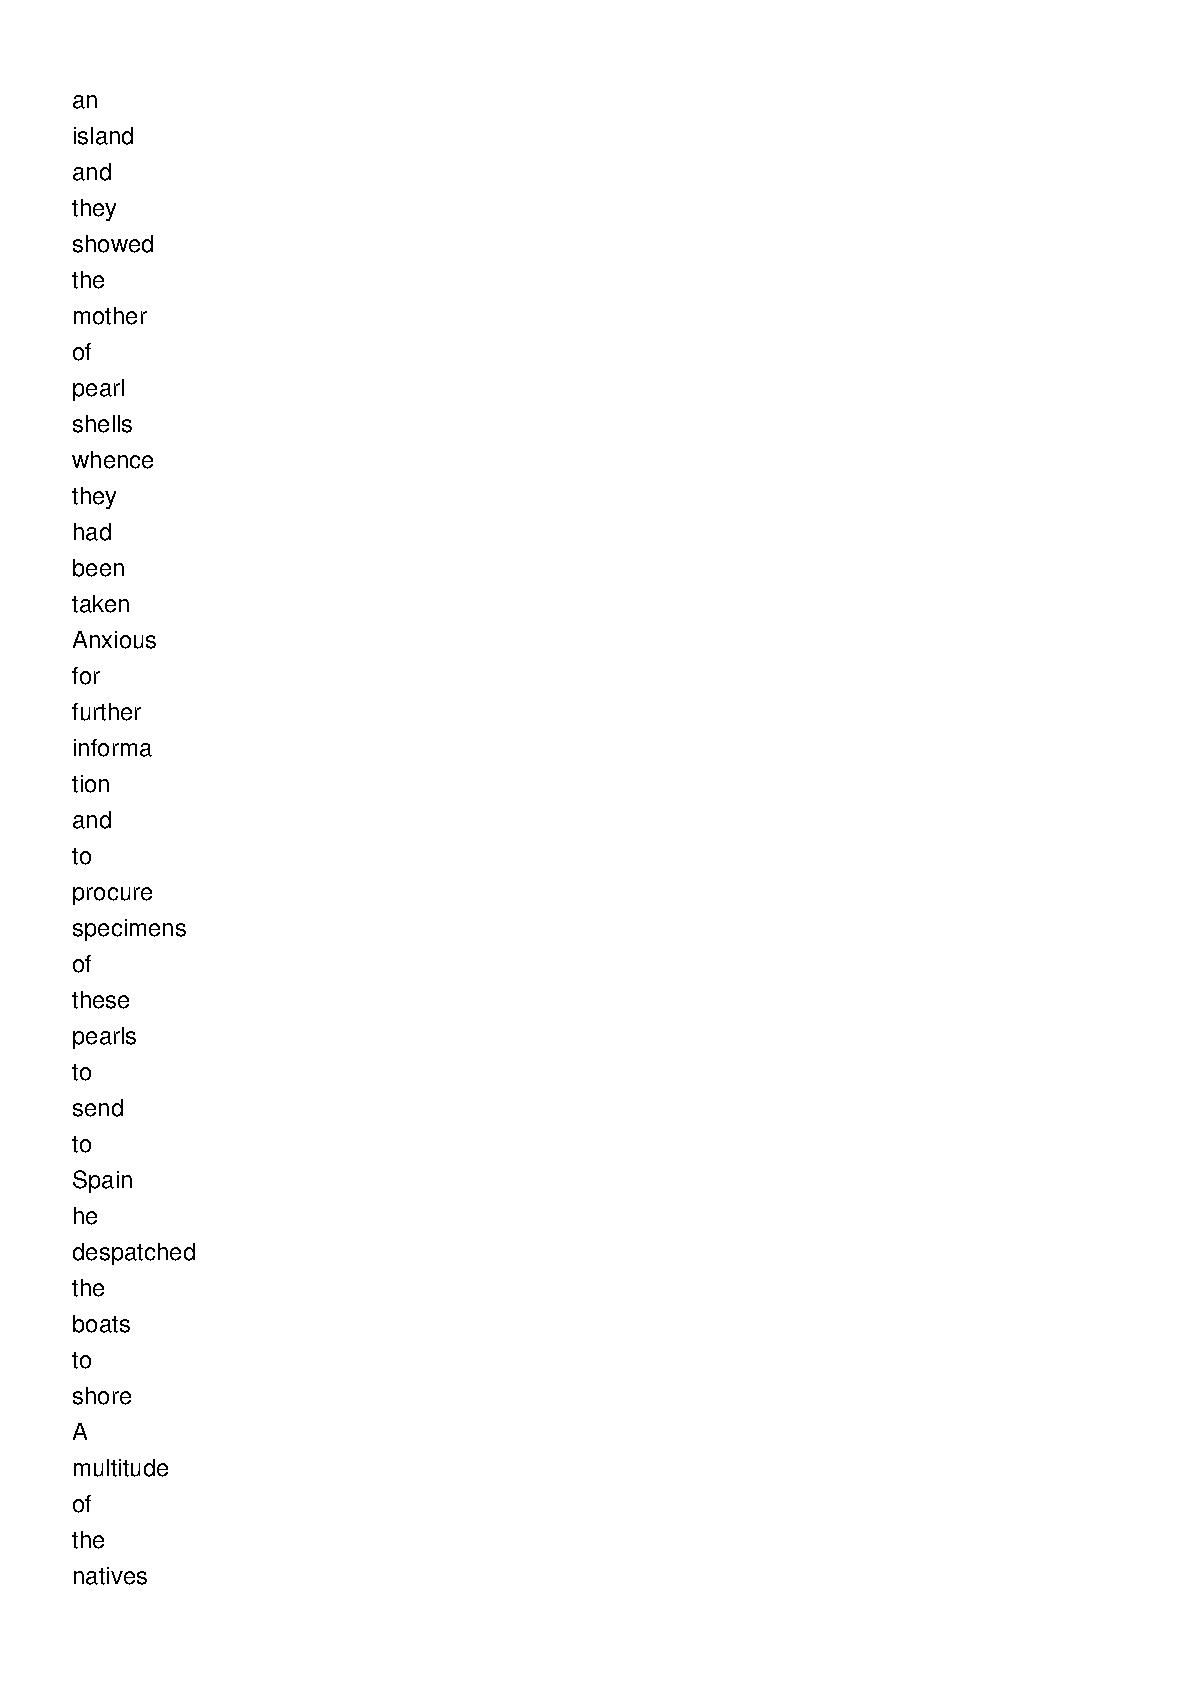 an
island
and
they
showed
the
mother
of
pearl
shells
whence
they
had
been
taken
Anxious
for
further
informa
tion
and
to
procure
specimens
of
these
pearls
to
send
to
Spain
he
despatched
the
boats
to
shore
A
multitude
of
the
natives